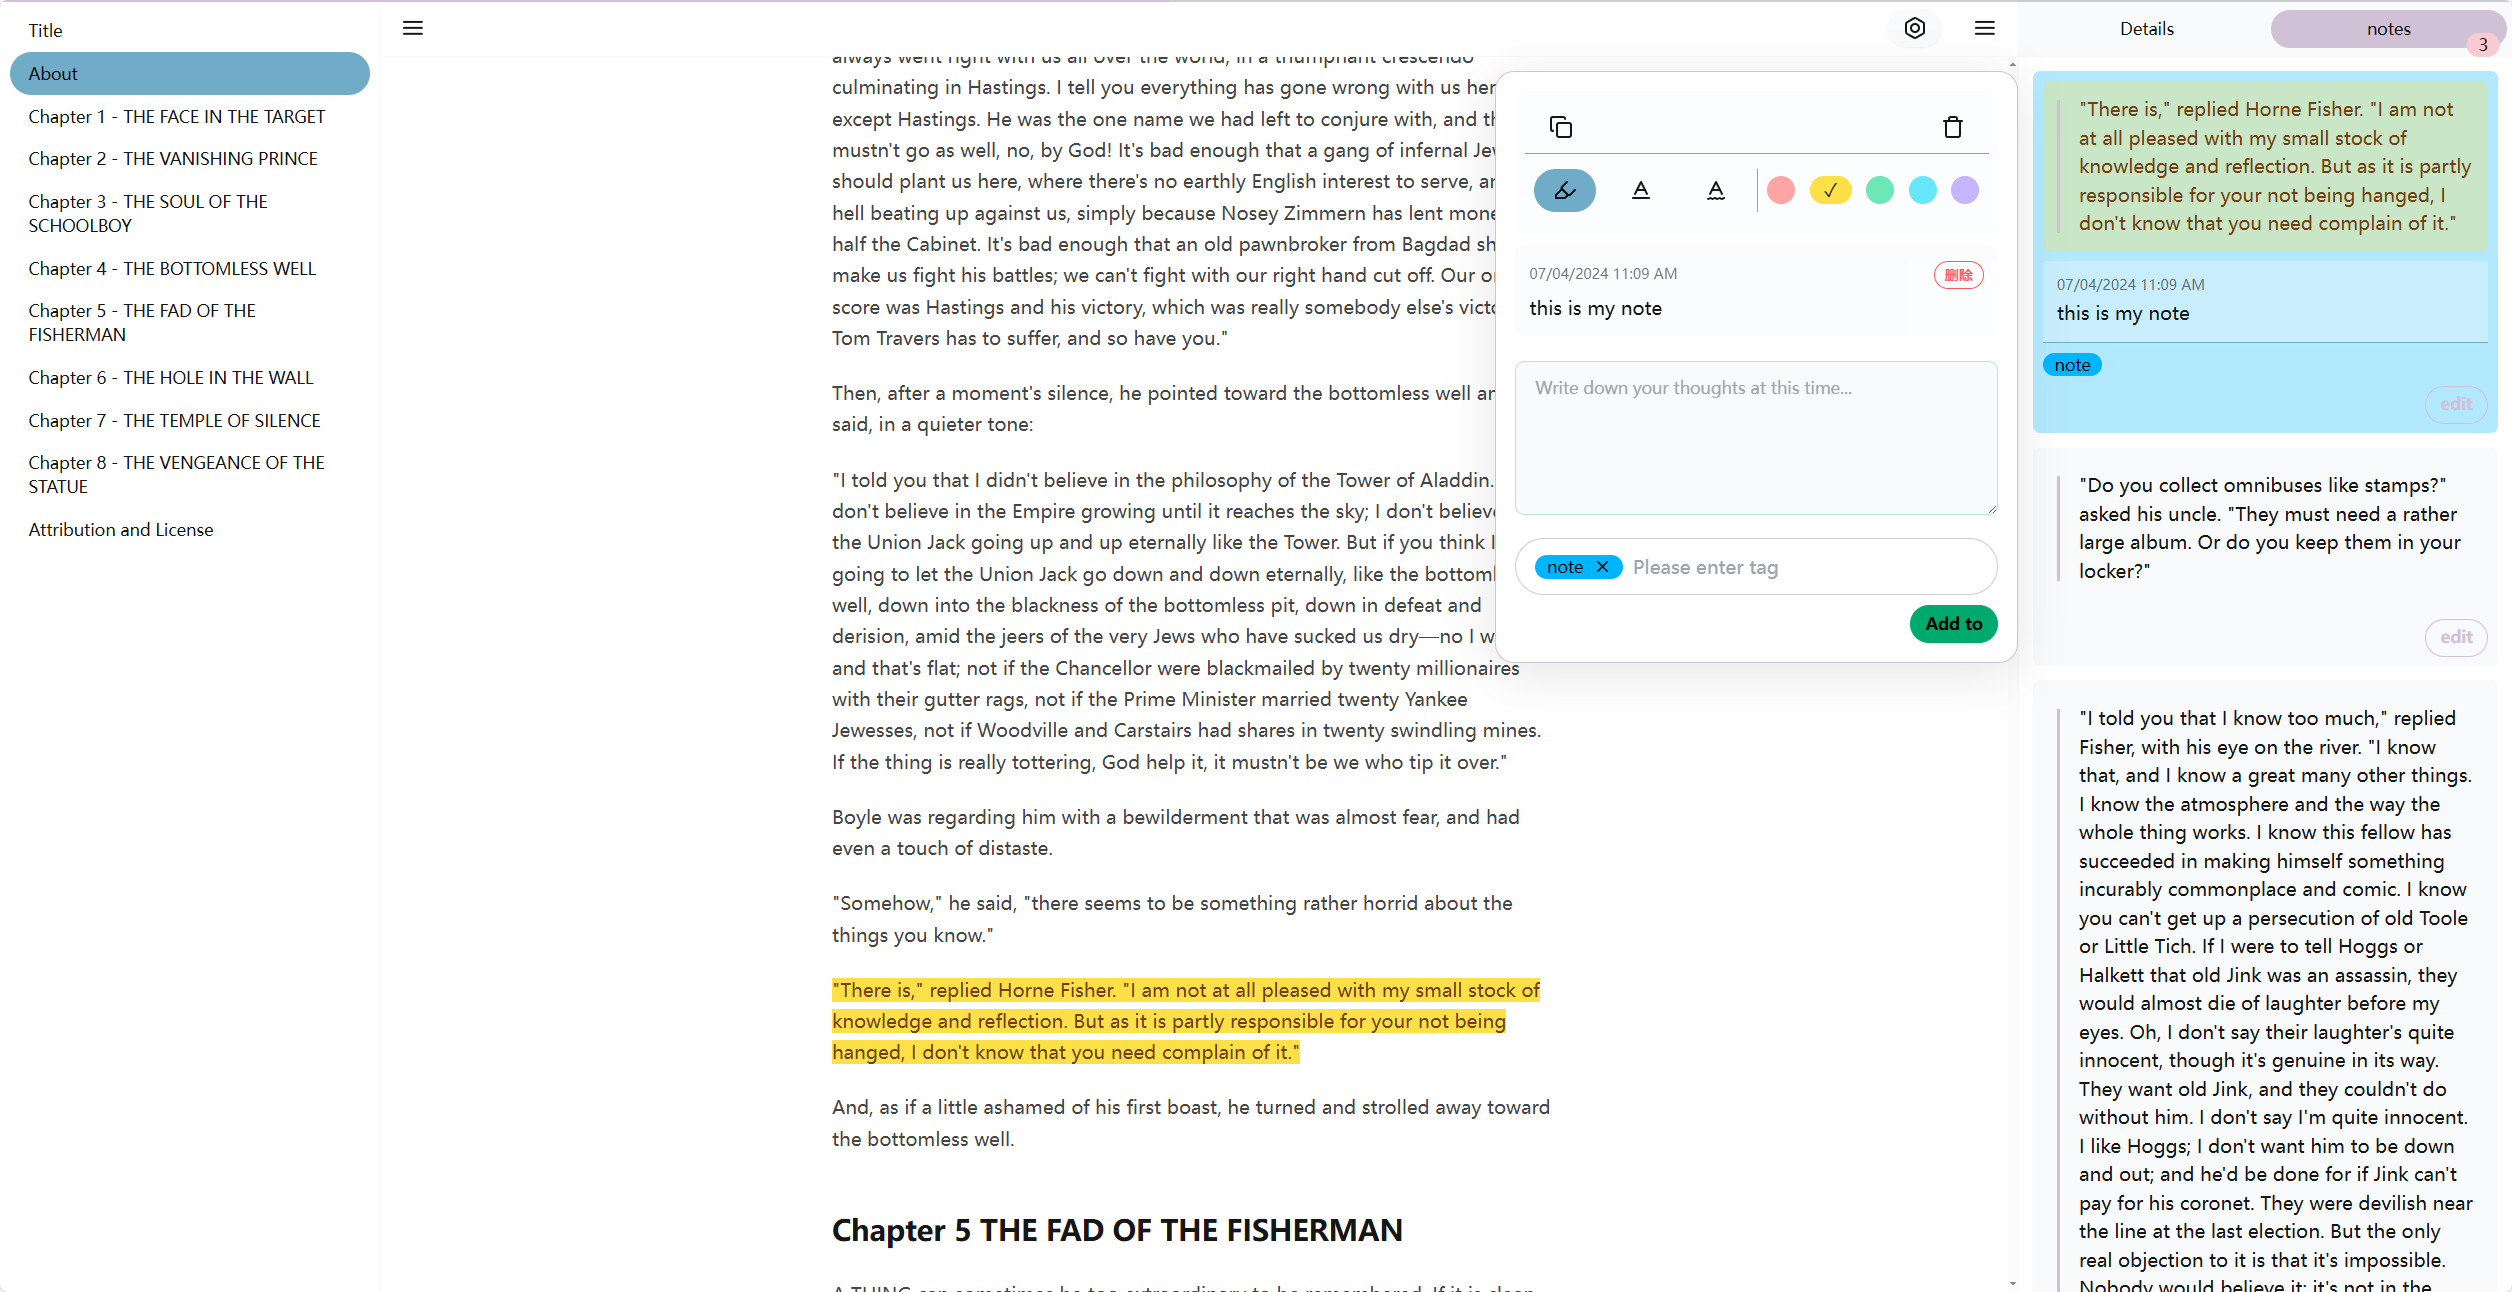 Title
About
Chapter 1 - THE FACE IN THE TARGET
Chapter 2 - THE VANISHING PRINCE
Chapter 3 - THE SOUL OF THE
SCHOOLBOY
Chapter 4 - THE BOTTOMLESS WELL
Chapter 5 - THE FAD OF THE
FISHERMAN
Chapter 6 - THE HOLE IN THE WALL
Chapter 7 - THE TEMPLE OF SILENCE
Chapter 8 - THE VENGEANCE OF THE
STATUE
Attribution and License
always went right with us all over the world, in a triumphant crescendo
culminating in Hastings. I tell you everything has gone wrong with us
except Hastings. He was the one name we had left to conjure with, and
mustn't go as well, no, by God! It's bad enough that a gang of infernal
should plant us here, where there's no earthly English interest to serve,
hell beating up against us, simply because Nosey Zimmern has lent
half the Cabinet. It's bad enough that an old pawnbroker from Bagdad
make us fight his battles; we can't fight with our right hand cut off. Our
score was Hastings and his victory, which was really somebody else's
Tom Travers has to suffer, and so have you."
Then, after a moment's silence, he pointed toward the bottomless well
said, in a quieter tone:
"I told you that I didn't believe in the philosophy of the Tower of Aladdin.
don't believe in the Empire growing until it reaches the sky; I don't
the Union Jack going up and up eternally like the Tower. But if you think I
going to let the Union Jack go down and down eternally, like the
well, down into the blackness of the bottomless pit, down in defeat and
derision, amid the jeers of the very Jews who have sucked us dry—no I
and that's flat; not if the Chancellor were blackmailed by twenty millionaires
with their gutter rags, not if the Prime Minister married twenty Yankee
Jewesses, not if Woodville and Carstairs had shares in twenty swindling mines.
If the thing is really tottering, God help it, it mustn't be we who tip it over."
Boyle was regarding him with a bewilderment that was almost fear, and had
even a touch of distaste.
"Somehow," he said, "there seems to be something rather horrid about the
things you know."
"There is," replied Horne Fisher. "I am not at all pleased with my small stock of
knowledge and reflection. But as it is partly responsible for your not being
hanged, I don't know that you need complain of it."
And, as if a little ashamed of his first boast, he turned and strolled away toward
the bottomless well.
Chapter 5 THE FAD OF THE FISHERMAN
A THING can sometimes be too extraordinary to be remembered. If it is clean
07/04/2024 11:09 AM
删除
this is my note
Write down your thoughts at this time...
note
Please enter tag
Add to
Details
notes
3
"There is," replied Horne Fisher. "I am not
at all pleased with my small stock of
knowledge and reflection. But as it is partly
responsible for your not being hanged, I
don't know that you need complain of it."
07/04/2024 11:09 AM
this is my note
note
edit
"Do you collect omnibuses like stamps?"
asked his uncle. "They must need a rather
large album. Or do you keep them in your
locker?"
edit
"I told you that I know too much," replied
Fisher, with his eye on the river. "I know
that, and I know a great many other things.
I know the atmosphere and the way the
whole thing works. I know this fellow has
succeeded in making himself something
incurably commonplace and comic. I know
you can't get up a persecution of old Toole
or Little Tich. If I were to tell Hoggs or
Halkett that old Jink was an assassin, they
would almost die of laughter before my
eyes. Oh, I don't say their laughter's quite
innocent, though it's genuine in its way.
They want old Jink, and they couldn't do
without him. I don't say I'm quite innocent.
I like Hoggs; I don't want him to be down
and out; and he'd be done for if Jink can't
pay for his coronet. They were devilish near
the line at the last election. But the only
real objection to it is that it's impossible.
Nobody would believe it; it's not in the